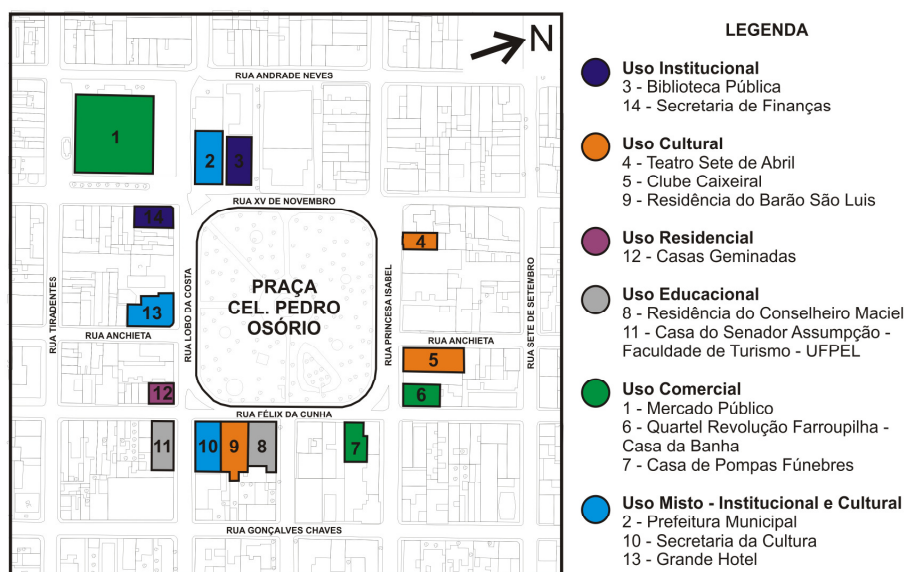 N
RUA ANDRADE NEVES
1
2
3
RUA XV DE NOVEMBRO
14
4
PRAÇA
CEL. PEDRO
OSÓRIO
13
RUA TIRADENTES
RUA LOBO DA COSTA
RUA PRINCESA ISABEL
RUA SETE DE SETEMBRO
RUA ANCHIETA
RUA ANCHIETA
5
12
6
RUA FÉLIX DA CUNHA
11
10
9
8
7
RUA GONÇALVES CHAVES
LEGENDA
Uso Institucional
3 - Biblioteca Pública
14 - Secretaria de Finanças
Uso Cultural
4 - Teatro Sete de Abril
5 - Clube Caixeiral
9 - Residência do Barão São Luis
Uso Residencial
12 - Casas Geminadas
Uso Educacional
8 - Residência do Conselheiro Maciel
11 - Casa do Senador Assumpção -
Faculdade de Turismo - UFPEL
Uso Comercial
1 - Mercado Público
6 - Quartel Revolução Farroupilha -
Casa da Banha
7 - Casa de Pompas Fúnebres
Uso Misto - Institucional e Cultural
2 - Prefeitura Municipal
10 - Secretaria da Cultura
13 - Grande Hotel